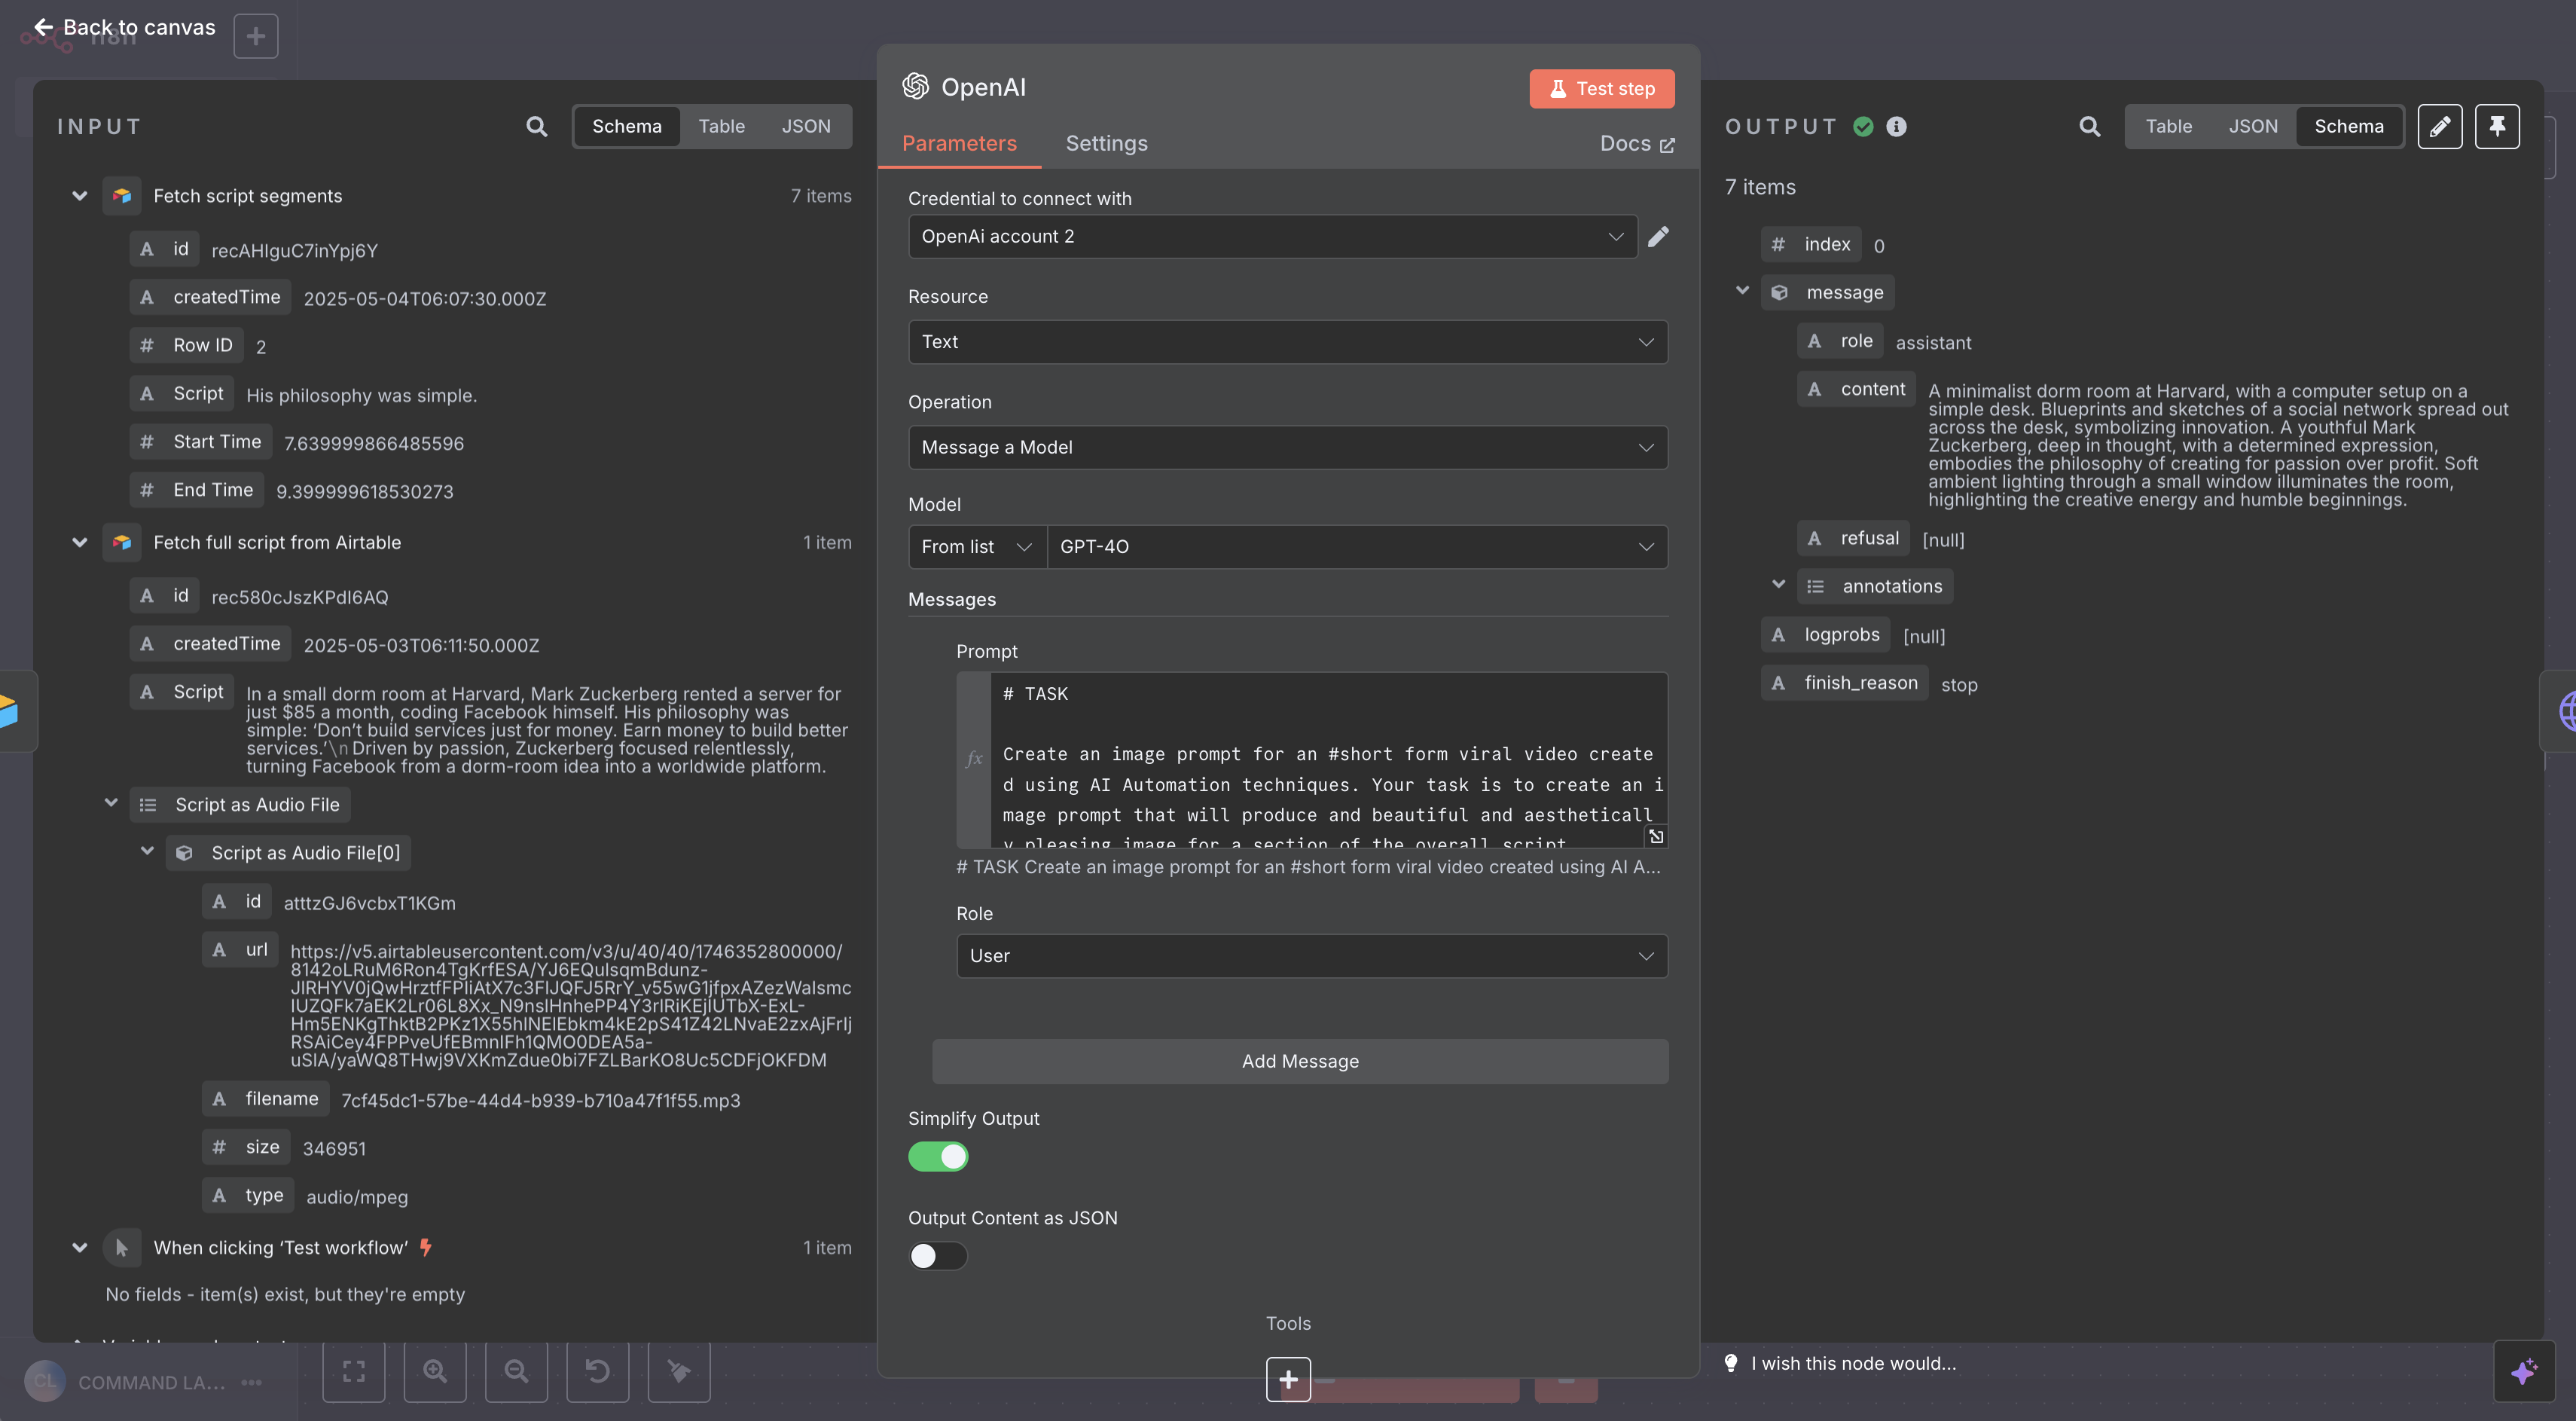 Back to canvas
n8n
INPUT
Schema
Table
JSON
Fetch script segments
7 items
id
recAHIguC7inYpj6Y
createdTime
2025-05-04T06:07:30.000Z
Row ID
2
Script
His philosophy was simple.
Start Time
7.639999866485596
End Time
9.399999618530273
Fetch full script from Airtable
1 item
id
rec580cJszKPdI6AQ
createdTime
2025-05-03T06:11:50.000Z
Script
In a small dorm room at Harvard, Mark Zuckerberg rented a server for
just $85 a month, coding Facebook himself. His philosophy was
simple: ‘Don’t build services just for money. Earn money to build better
services.’\n Driven by passion, Zuckerberg focused relentlessly,
turning Facebook from a dorm-room idea into a worldwide platform.
Script as Audio File
Script as Audio File[0]
id
atttzGJ6vcbxT1KGm
url
https://v5.airtableusercontent.com/v3/u/40/40/1746352800000/
8142oLRuM6Ron4TgKrfESA/YJ6EQulsqmBdunz-
JlRHYV0jQwHrztfFPliAtX7c3FlJQFJ5RrY_v55wG1jfpxAZezWaIsmc
IUZQFk7aEK2Lr06L8Xx_N9nslHnhePP4Y3rlRiKEjlUTbX-ExL-
Hm5ENKgThktB2PKz1X55hlNElEbkm4kE2pS41Z42LNvaE2zxAjFrIj
RSAiCey4FPPveUfEBmnlFh1QMO0DEA5a-
uSIA/yaWQ8THwj9VXKmZdue0bi7FZLBarKO8Uc5CDFjOKFDM
filename
7cf45dc1-57be-44d4-b939-b710a47f1f55.mp3
size
346951
type
audio/mpeg
When clicking ‘Test workflow’
1 item
No fields - item(s) exist, but they're empty
CL
COMMAND LA...
OpenAI
Test step
Parameters
Settings
Docs
Credential to connect with
OpenAi account 2
Resource
Text
Operation
Message a Model
Model
From list
GPT-4O
Messages
Prompt
fx
# TASK
Create an image prompt for an #short form viral video create
d using AI Automation techniques. Your task is to create an i
mage prompt that will produce and beautiful and aestheticall
y pleasing image for a section of the overall script
# TASK Create an image prompt for an #short form viral video created using AI A...
Role
User
Add Message
Simplify Output
Output Content as JSON
Tools
OUTPUT
Table
JSON
Schema
7 items
index
0
message
role
assistant
content
A minimalist dorm room at Harvard, with a computer setup on a
simple desk. Blueprints and sketches of a social network spread out
across the desk, symbolizing innovation. A youthful Mark
Zuckerberg, deep in thought, with a determined expression,
embodies the philosophy of creating for passion over profit. Soft
ambient lighting through a small window illuminates the room,
highlighting the creative energy and humble beginnings.
refusal
[null]
annotations
logprobs
[null]
finish_reason
stop
I wish this node would...